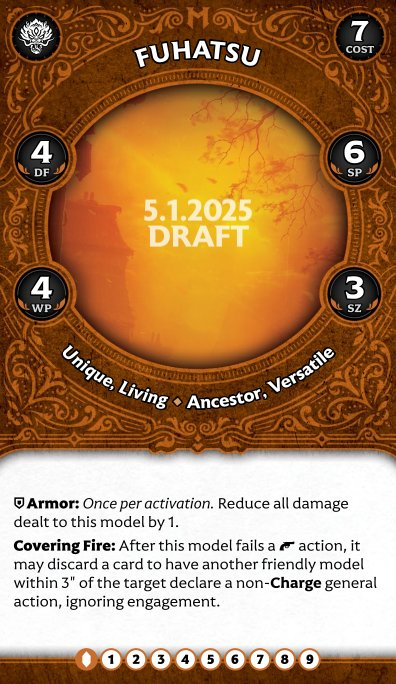 M
FUHATSU
7
COST
4
DF
6
SP
5.1.2025
DRAFT
4
WP
3
SZ
Unique, Living ◆ Ancestor, Versatile
Armor: Once per activation. Reduce all damage
dealt to this model by 1.
Covering Fire: After this model fails a action, it
may discard a card to have another friendly model
within 3" of the target declare a non-Charge general
action, ignoring engagement.
1 2 3 4 5 6 7 8 9